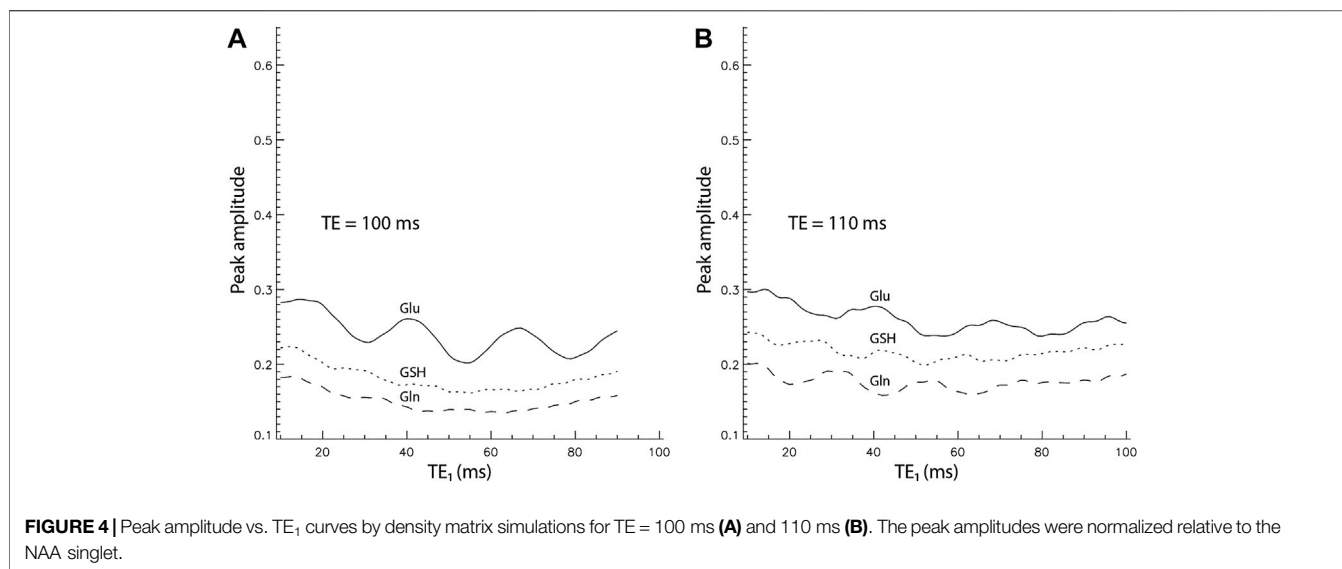 A
B
0.6
0.5
0.4
0.3
0.2
0.1
Peak amplitude
TE = 100 ms
Glu
GSH
Gln
20 40 60 80 100
TE₁ (ms)
0.6
0.5
0.4
0.3
0.2
0.1
Peak amplitude
TE = 110 ms
Glu
GSH
Gln
20 40 60 80 100
TE₁ (ms)
FIGURE 4 | Peak amplitude vs. TE₁ curves by density matrix simulations for TE = 100 ms (A) and 110 ms (B). The peak amplitudes were normalized relative to the
NAA singlet.